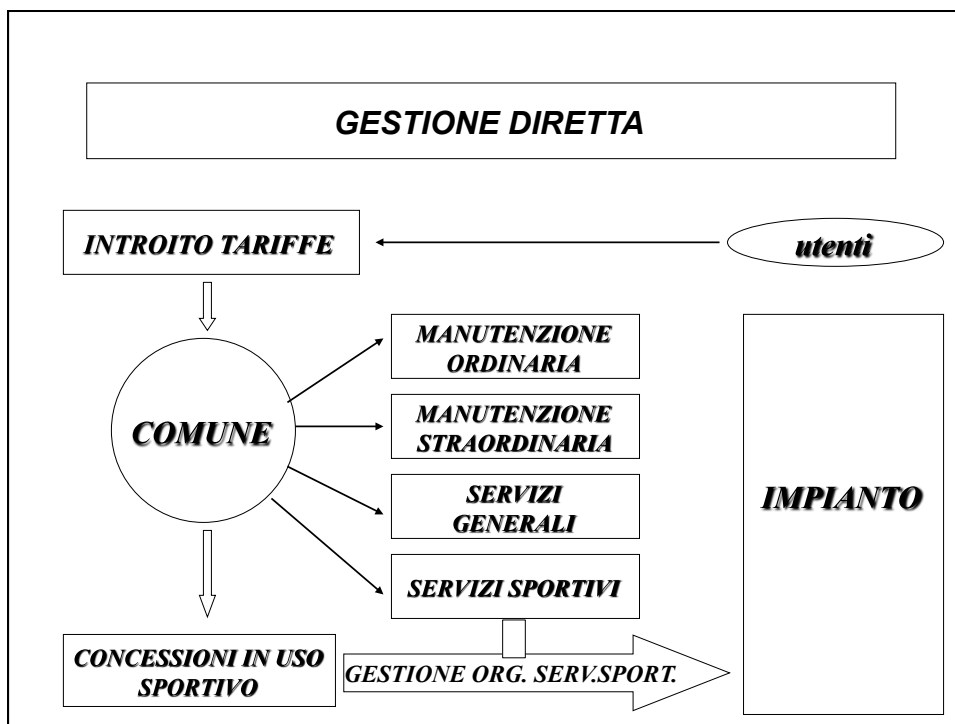 GESTIONE DIRETTA
INTROITO TARIFFE
utenti
MANUTENZIONE
ORDINARIA
COMUNE
MANUTENZIONE
STRAORDINARIA
SERVIZI
GENERALI
IMPIANTO
SERVIZI SPORTIVI
CONCESSIONI IN USO
SPORTIVO
GESTIONE ORG. SERV.SPORT.